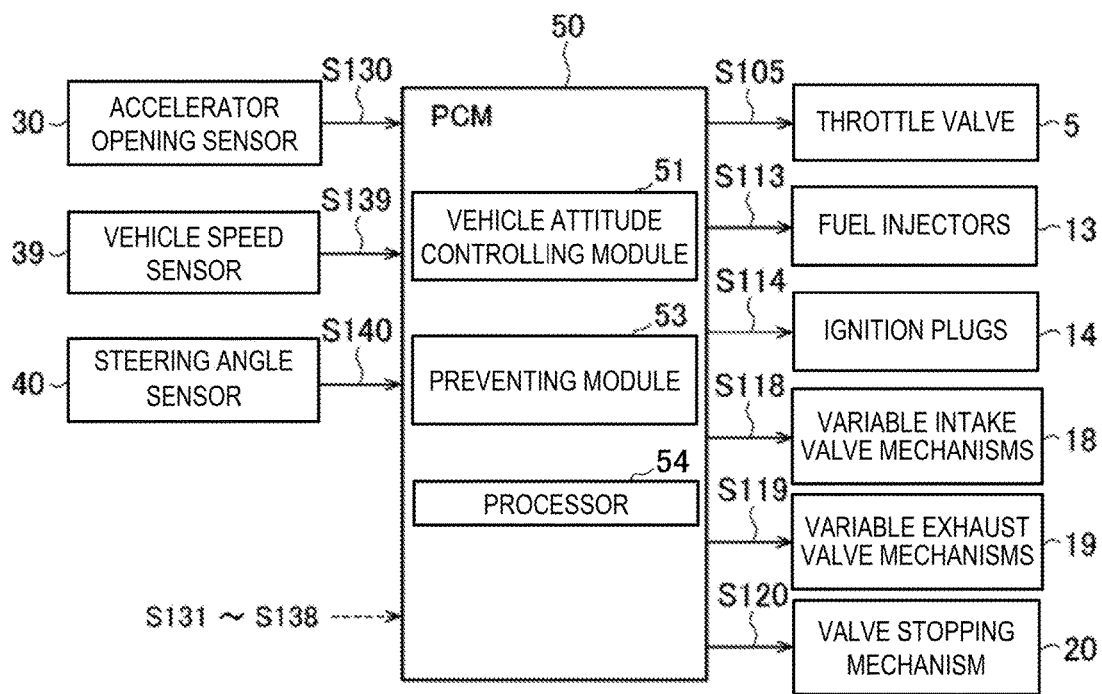 50
S130
S105
30
ACCELERATOR
OPENING SENSOR
PCM
THROTTLE VALVE
5
51
S139
S113
39
VEHICLE SPEED
SENSOR
VEHICLE ATTITUDE
CONTROLLING MODULE
FUEL INJECTORS
13
S114
53
S140
40
STEERING ANGLE
SENSOR
PREVENTING MODULE
IGNITION PLUGS
14
S118
VARIABLE INTAKE
VALVE MECHANISMS
18
54
PROCESSOR
S119
VARIABLE EXHAUST
VALVE MECHANISMS
19
S131 ~ S138
S120
VALVE STOPPING
MECHANISM
20